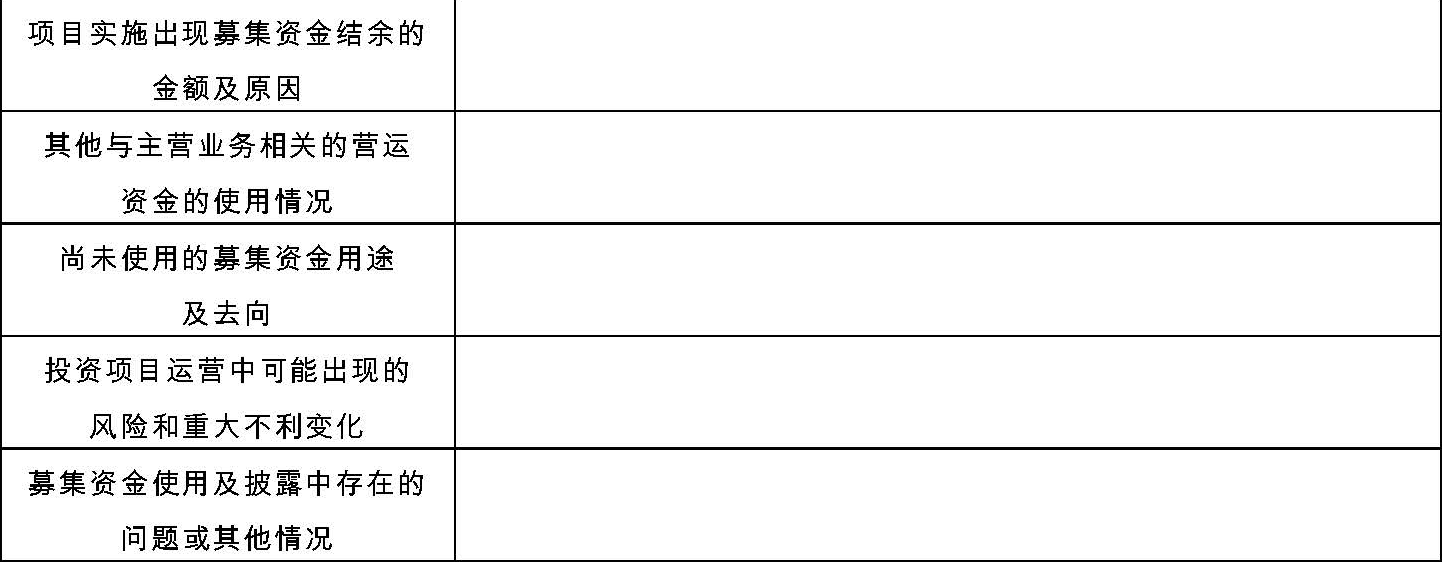 项目实施出现募集资金结余的
金额及原因
其他与主营业务相关的营运
资金的使用情况
尚未使用的募集资金用途
及去向
投资项目运营中可能出现的
风险和重大不利变化
募集资金使用及披露中存在的
问题或其他情况